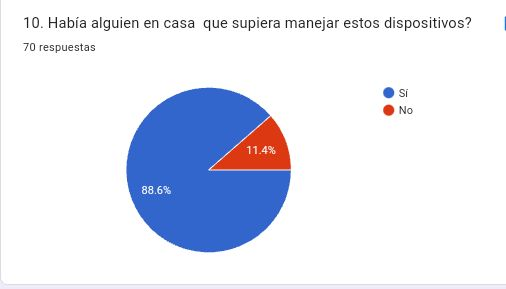 10. Había alguien en casa  que supiera manejar estos dispositivos?
70 respuestas
Sí
No
11.4%
88.6%